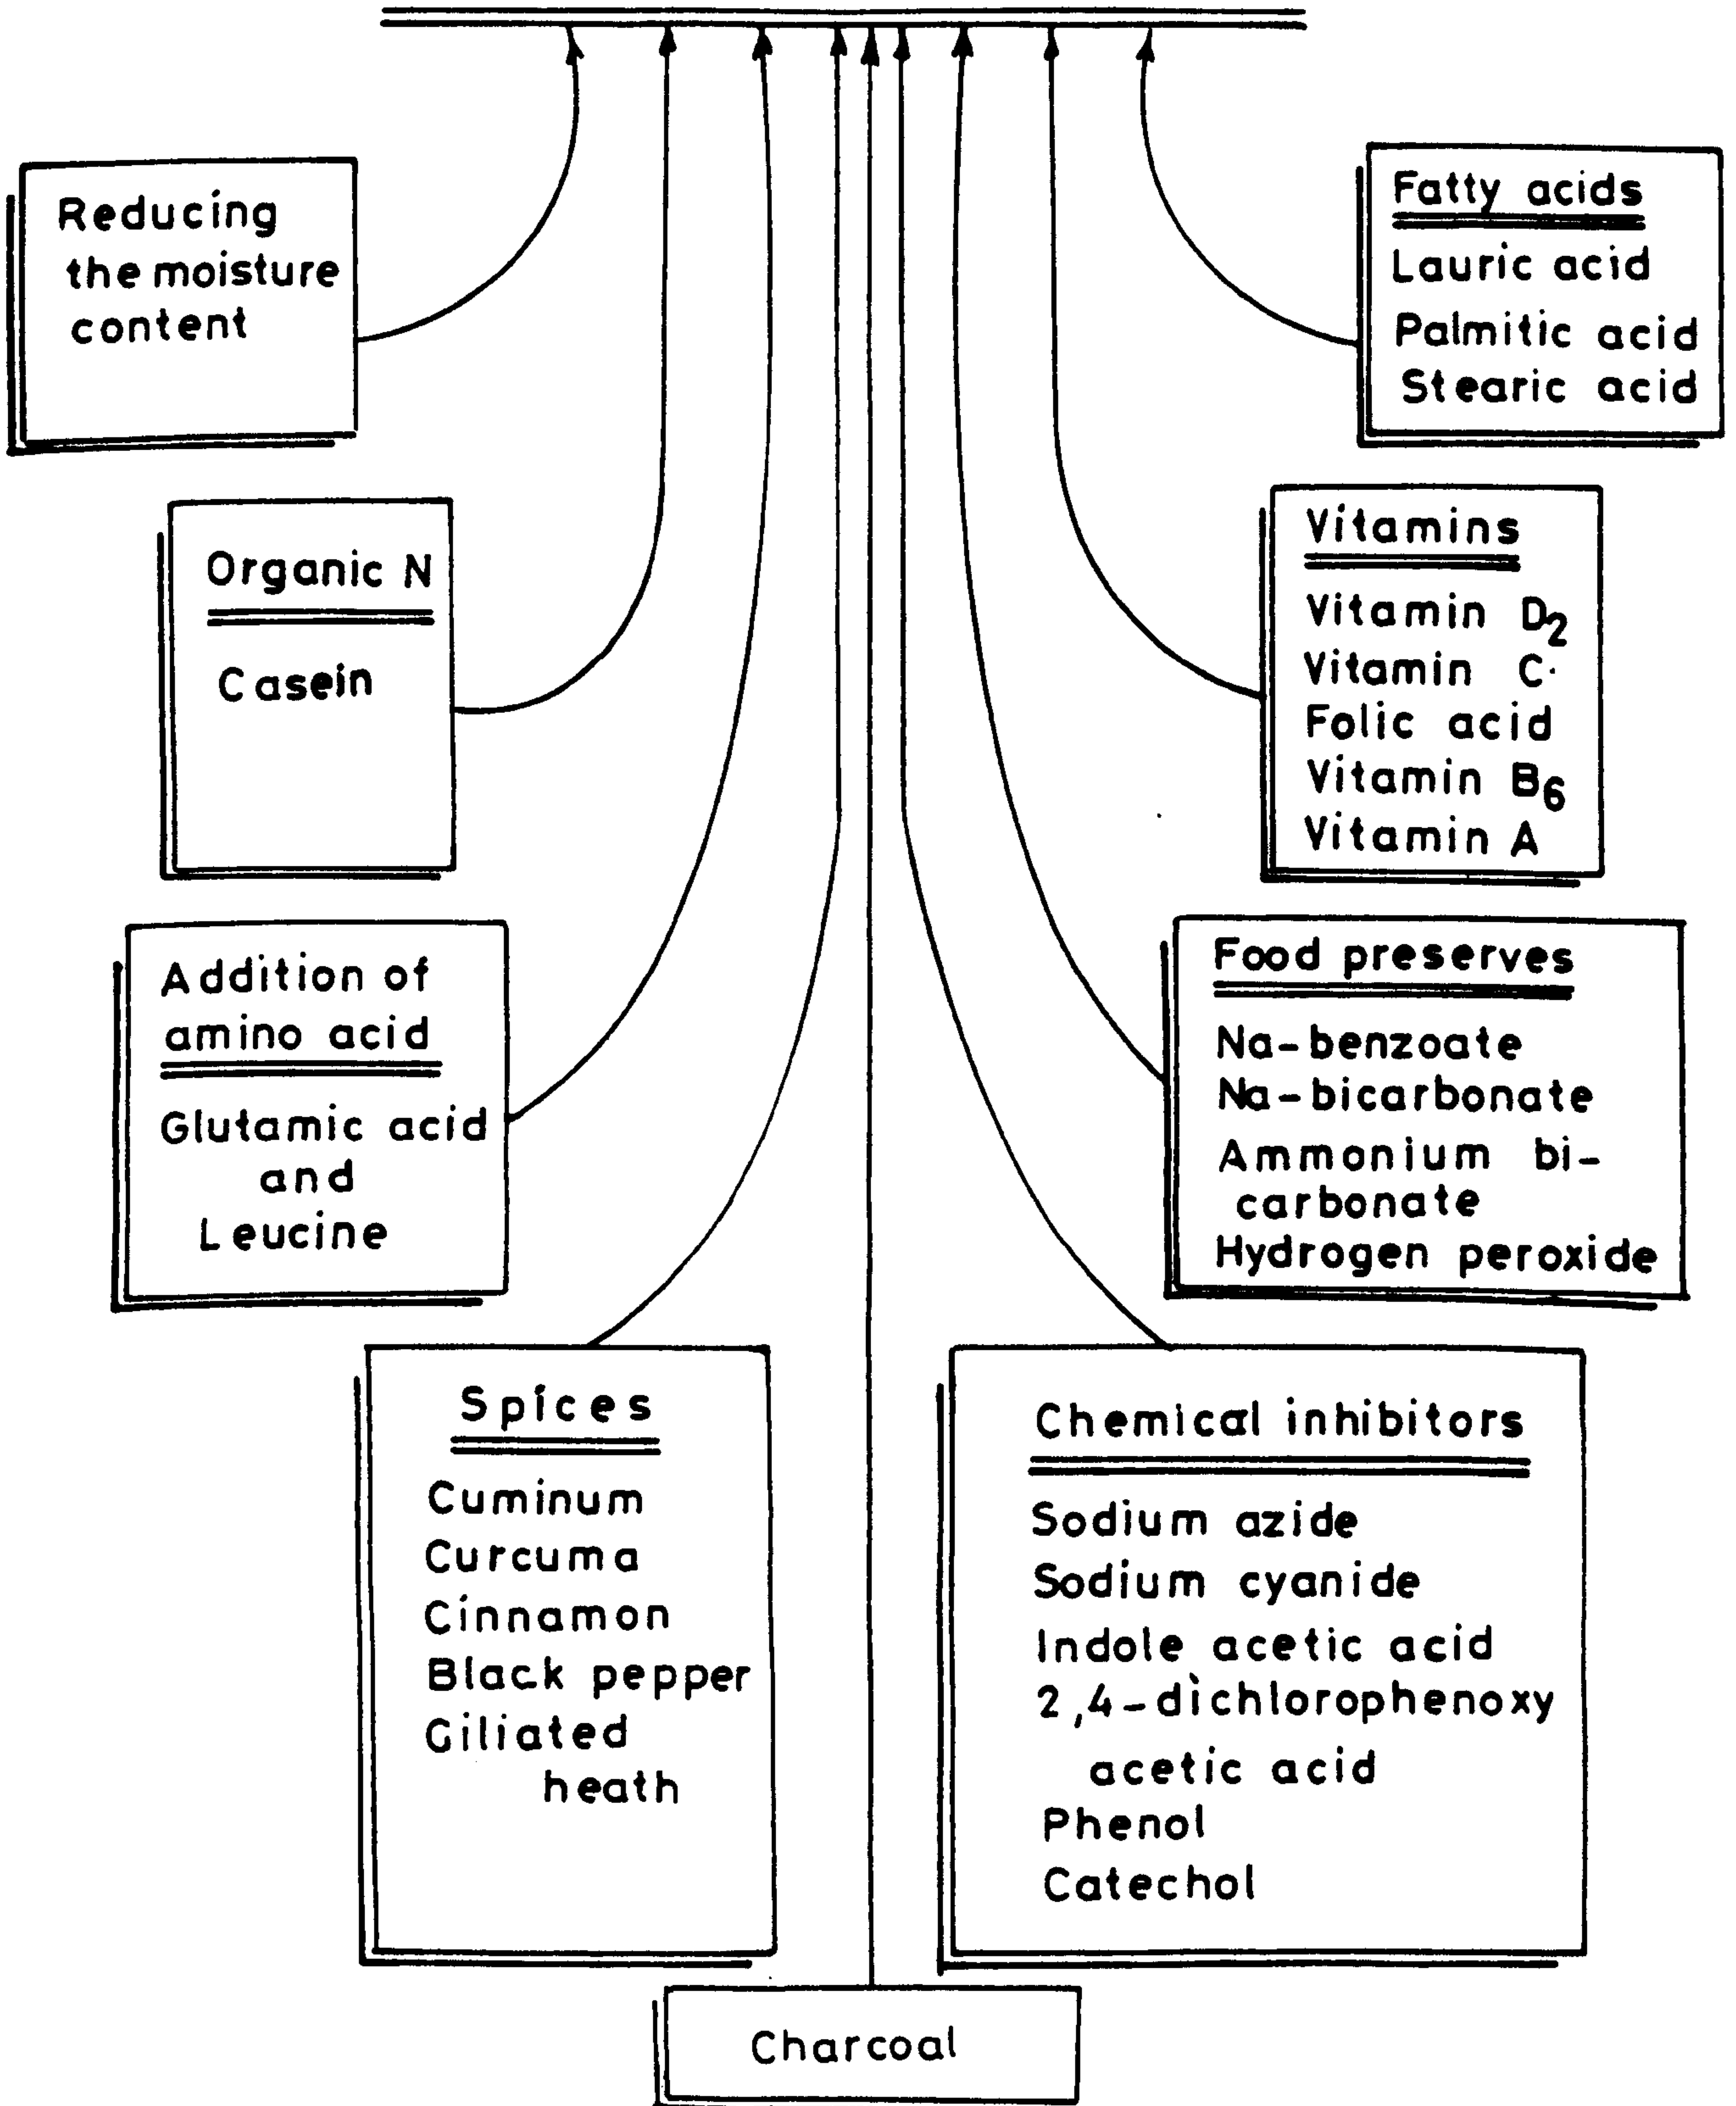 Reducing
the moisture
content
Fatty acids
Lauric acid
Palmitic acid
Stearic acid
Organic N
Casein
Vitamins
Vitamin D2
Vitamin C
Folic acid
Vitamin B6
Vitamin A
Addition of
amino acid
Glutamic acid
and
Leucine
Food preserves
Na-benzoate
Na-bicarbonate
Ammonium bi-
carbonate
Hydrogen peroxide
Spices
Cuminum
Curcuma
Cinnamon
Black pepper
Giliated
heath
Chemical inhibitors
Sodium azide
Sodium cyanide
Indole acetic acid
2,4-dichlorophenoxy
acetic acid
Phenol
Catechol
Charcoal